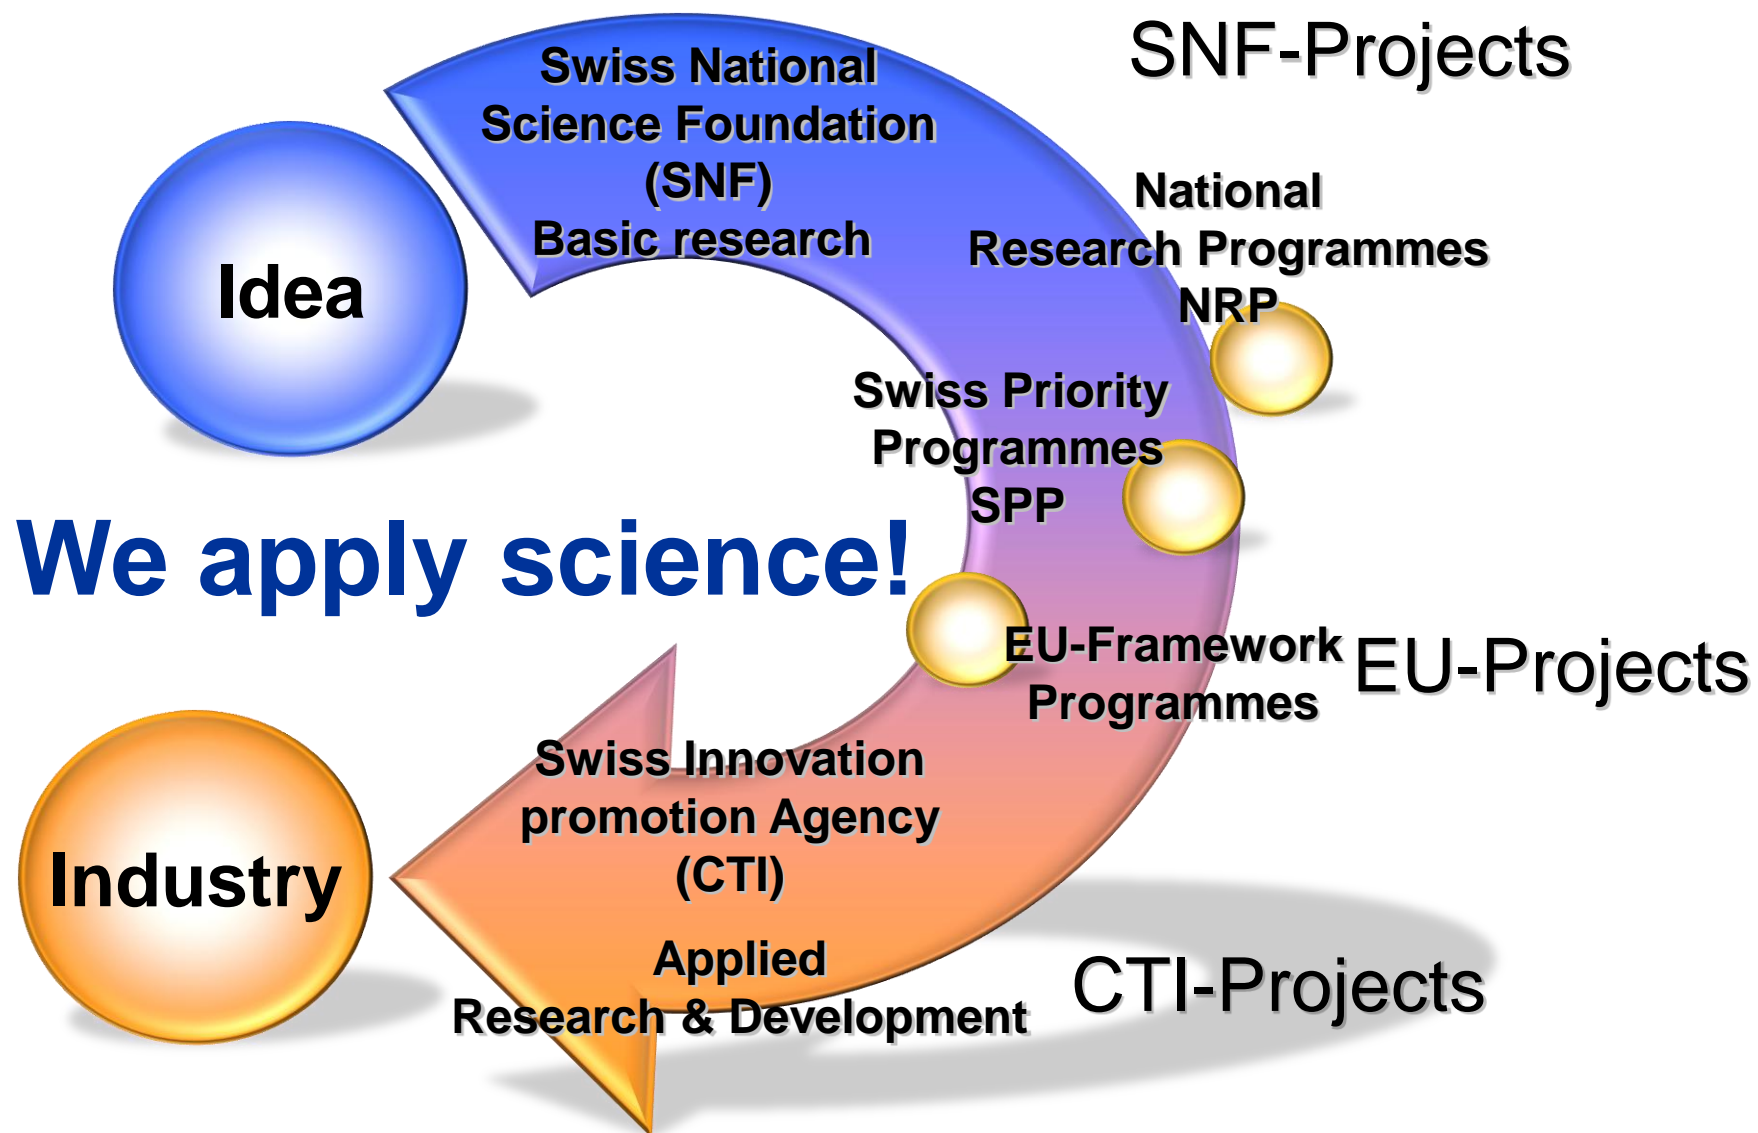 SNF-Projects
Swiss National
Science Foundation
(SNF)
Basic research
National
Research Programmes
NRP
Idea
Swiss Priority
Programmes
SPP
We apply science!
EU-Framework
Programmes
EU-Projects
Swiss Innovation
promotion Agency
(CTI)
Industry
Applied
Research & Development
CTI-Projects